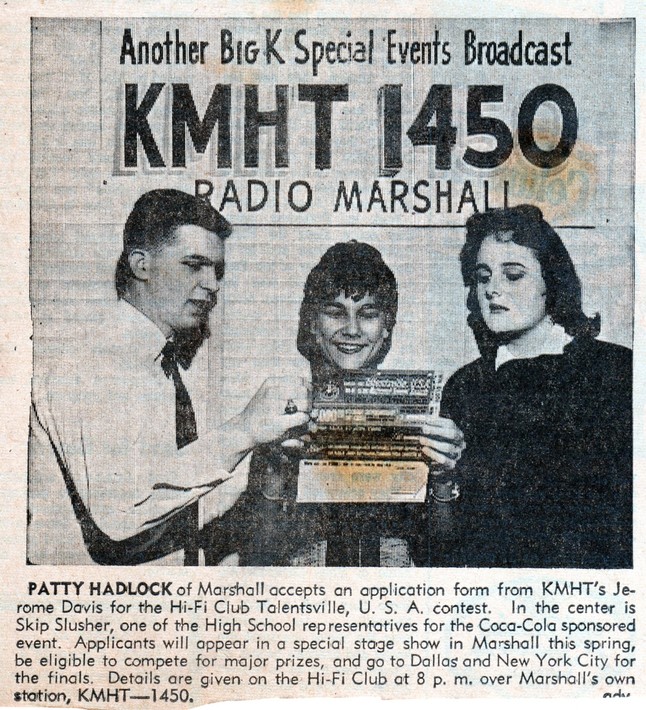 Another BIG K Special Events Broadcast
KMHT 1450
RADIO MARSHALL
Talentsville, U.S.A.
PATTY HADLOCK of Marshall accepts an application form from KMHT's Je-
rome Davis for the Hi-Fi Club Talentsville, U. S. A. contest. In the center is
Skip Slusher, one of the High School representatives for the Coca-Cola sponsored
event. Applicants will appear in a special stage show in Marshall this spring,
be eligible to compete for major prizes, and go to Dallas and New York City for
the finals. Details are given on the Hi-Fi Club at 8 p. m. over Marshall's own
station, KMHT—1450. adv.